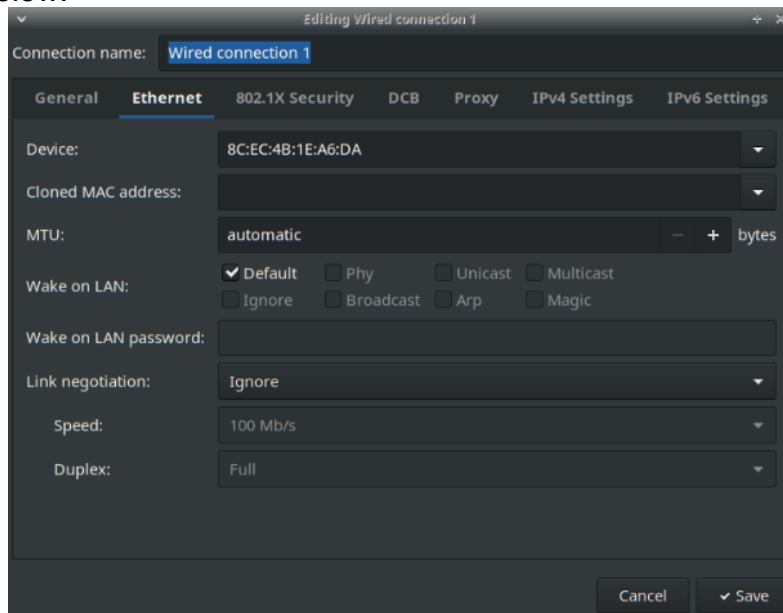 Editing Wired connection 1
Connection name: Wired connection 1
General Ethernet 802.1X Security DCB Proxy IPv4 Settings IPv6 Settings
Device: 8C:EC:4B:1E:A6:DA
Cloned MAC address:
MTU: automatic − + bytes
Wake on LAN:
Default Phy Unicast Multicast
Ignore Broadcast Arp Magic
Wake on LAN password:
Link negotiation: Ignore
Speed: 100 Mb/s
Duplex: Full
Cancel Save